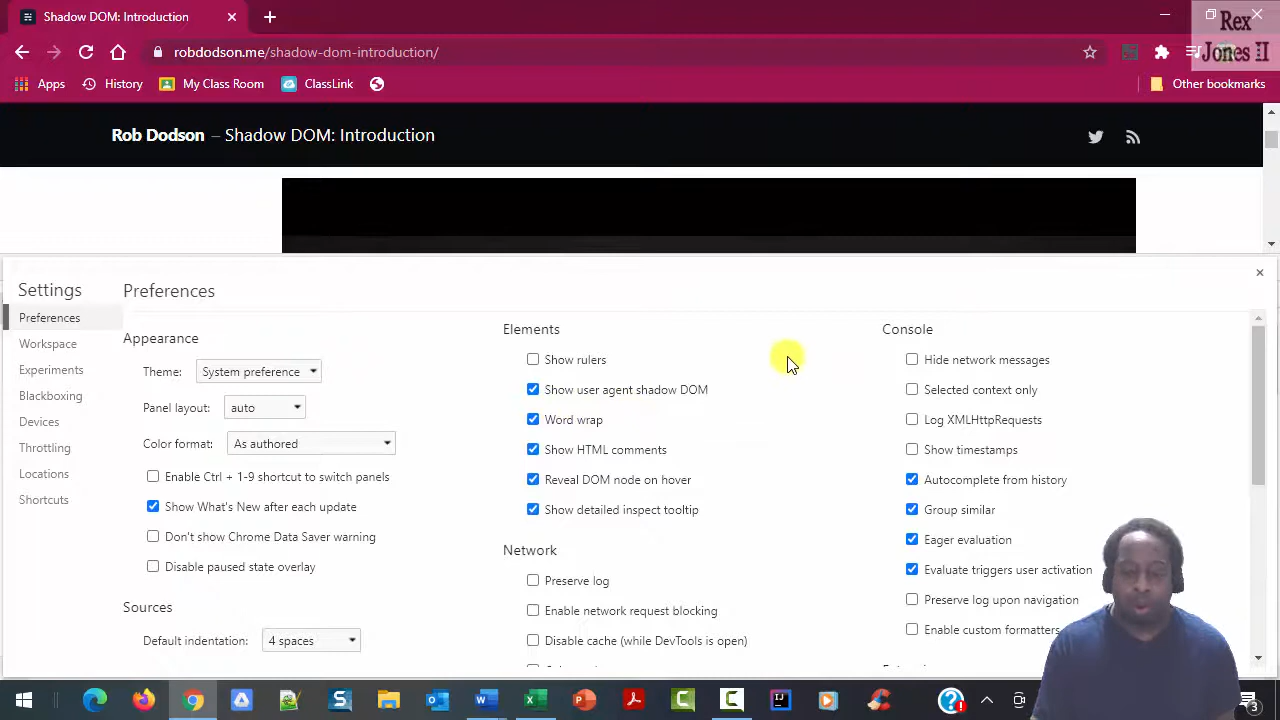 Shadow DOM: Introduction
Rex
Jones II
robdodson.me/shadow-dom-introduction/
Apps
History
My Class Room
ClassLink
Other bookmarks
Rob Dodson – Shadow DOM: Introduction
Settings
Preferences
Workspace
Experiments
Blackboxing
Devices
Throttling
Locations
Shortcuts
Preferences
Appearance
Theme: System preference
Panel layout: auto
Color format: As authored
Enable Ctrl + 1-9 shortcut to switch panels
Show What's New after each update
Don't show Chrome Data Saver warning
Disable paused state overlay
Sources
Default indentation: 4 spaces
Elements
Show rulers
Show user agent shadow DOM
Word wrap
Show HTML comments
Reveal DOM node on hover
Show detailed inspect tooltip
Network
Preserve log
Enable network request blocking
Disable cache (while DevTools is open)
Console
Hide network messages
Selected context only
Log XMLHttpRequests
Show timestamps
Autocomplete from history
Group similar
Eager evaluation
Evaluate triggers user activation
Preserve log upon navigation
Enable custom formatters
3